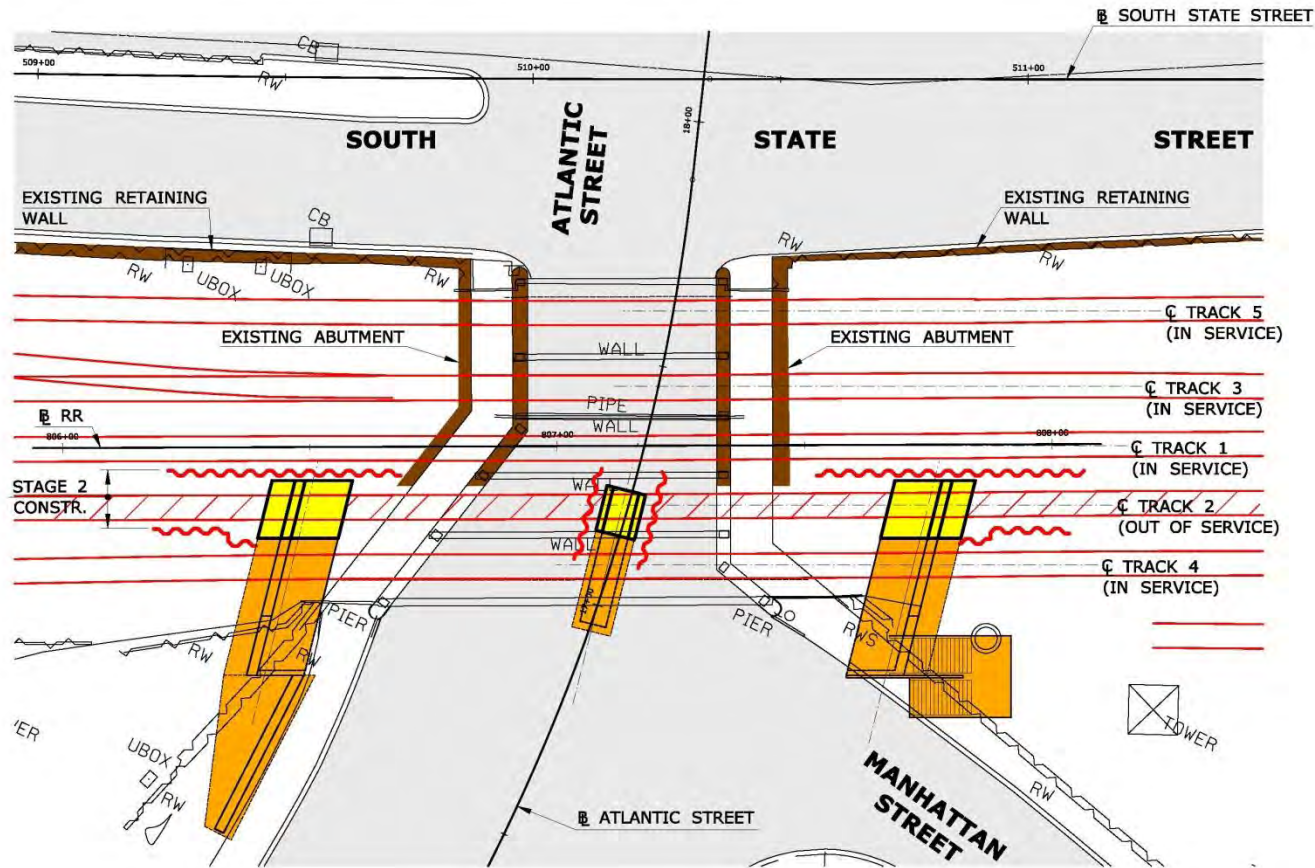 ℄ SOUTH STATE STREET
CB
509+00
510+00
511+00
RW
18+00
SOUTH
ATLANTIC
STREET
STATE
STREET
EXISTING RETAINING
WALL
CB
EXISTING RETAINING
WALL
RW
UBOX
UBOX
RW
RW
RW
℄ TRACK 5
(IN SERVICE)
EXISTING ABUTMENT
WALL
EXISTING ABUTMENT
℄ TRACK 3
(IN SERVICE)
PIPE
WALL
℄ RR
806+00
807+00
808+00
℄ TRACK 1
(IN SERVICE)
STAGE 2
CONSTR.
WAL
℄ TRACK 2
(OUT OF SERVICE)
WALL
℄ TRACK 4
(IN SERVICE)
17+00
PIER
PIER
RW
RW
RWS
UBOX
RW
TOWER
MANHATTAN
STREET
RW
℄ ATLANTIC STREET